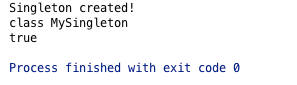 Singleton created!
class MySingleton
true
Process finished with exit code 0